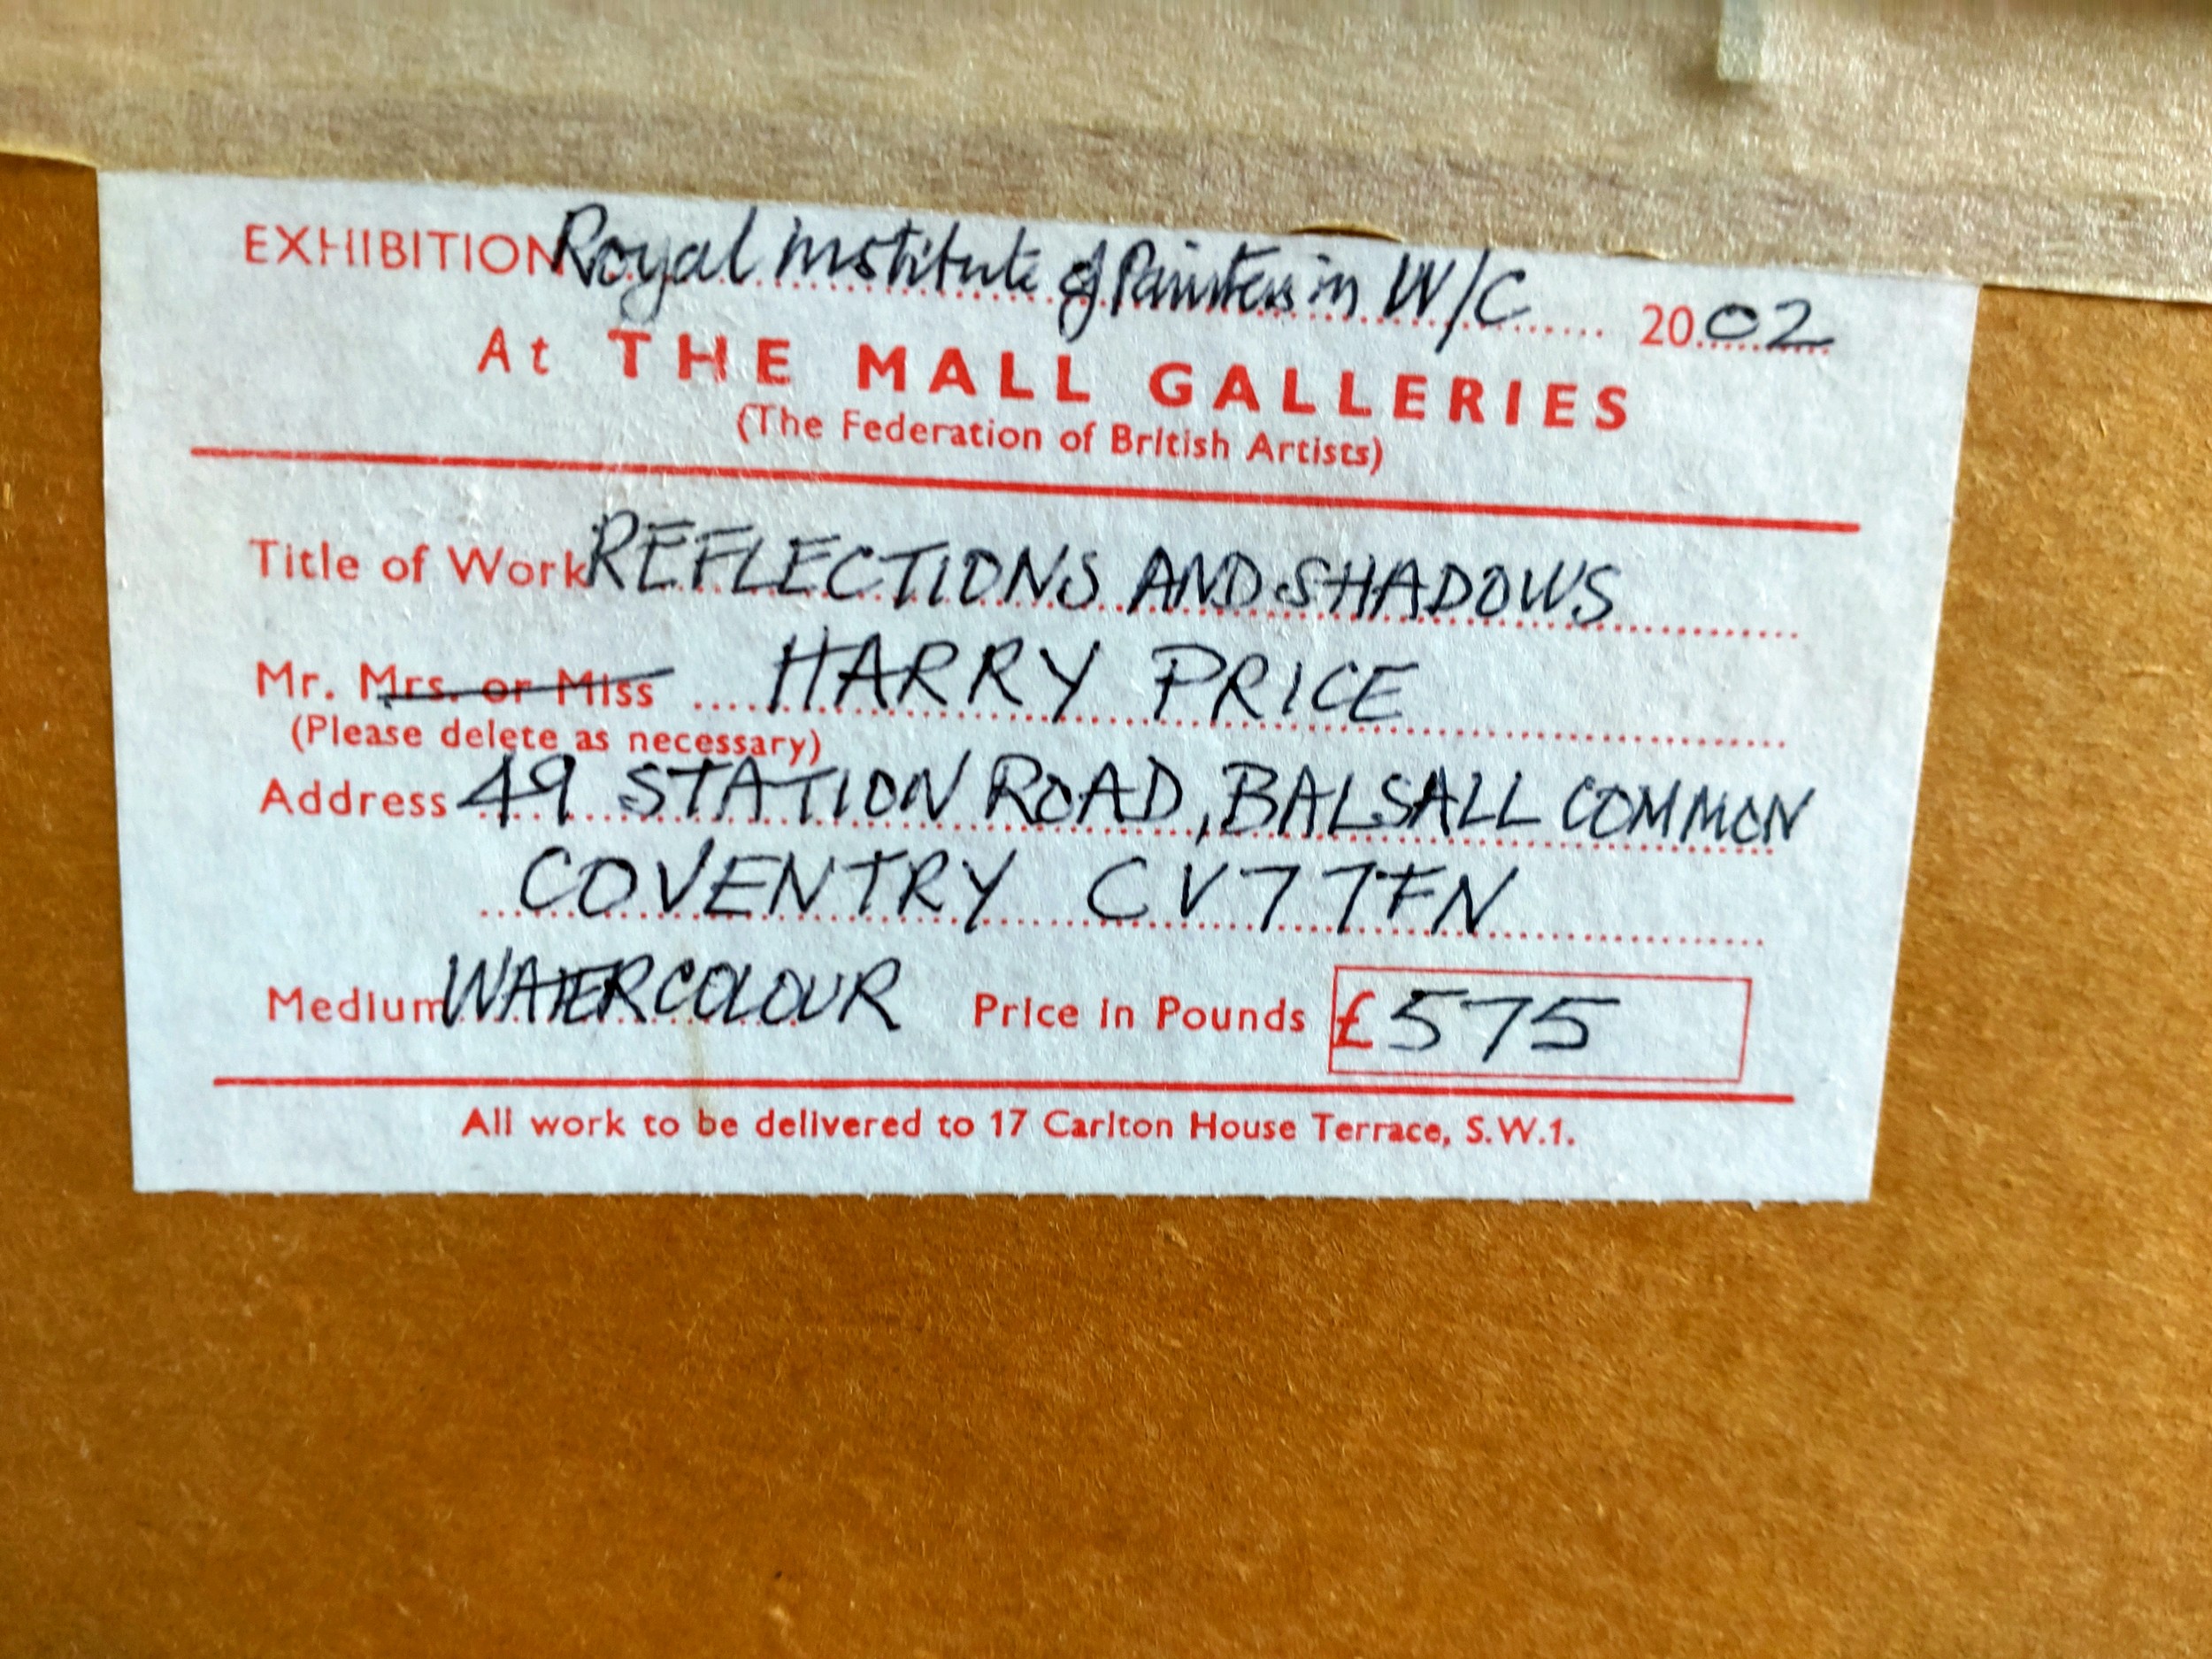 EXHIBITION Royal Institute of Painters in W/C 2002
At THE MALL GALLERIES
(The Federation of British Artists)
Title of Work REFLECTIONS AND SHADOWS
Mr. Mrs. or Miss HARRY PRICE
(Please delete as necessary)
Address 49 STATION ROAD, BALSALL COMMON
COVENTRY CV7 7FN
Medium WATERCOLOUR Price in Pounds £575
All work to be delivered to 17 Carlton House Terrace, S.W.1.